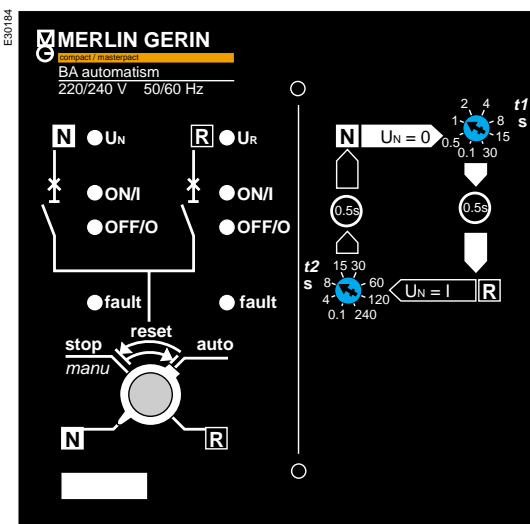 E30184
MERLIN GERIN
compact / masterpact
BA automatism
220/240 V 50/60 Hz
N UN R UR
ON/I ON/I
OFF/O OFF/O
fault fault
reset
stop auto
manu
N R
2 4 t1
N UN = 0 1 8 s
0.5 15
0.1 30
0.5s 0.5s
t2 15 30
s 8 60
4 120 UN = I R
0.1 240